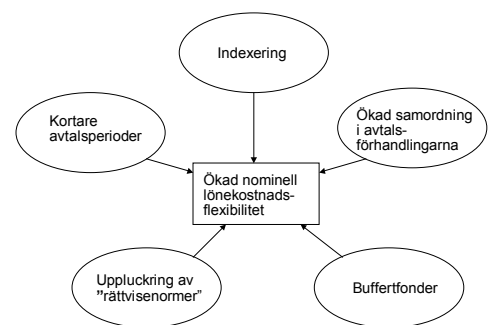 Indexering
Kortare
avtalsperioder
Ökad samordning
i avtals-
förhandlingarna
Ökad nominell
lönekostnads-
flexibilitet
Uppluckring av
”rättvisenormer”
Buffertfonder